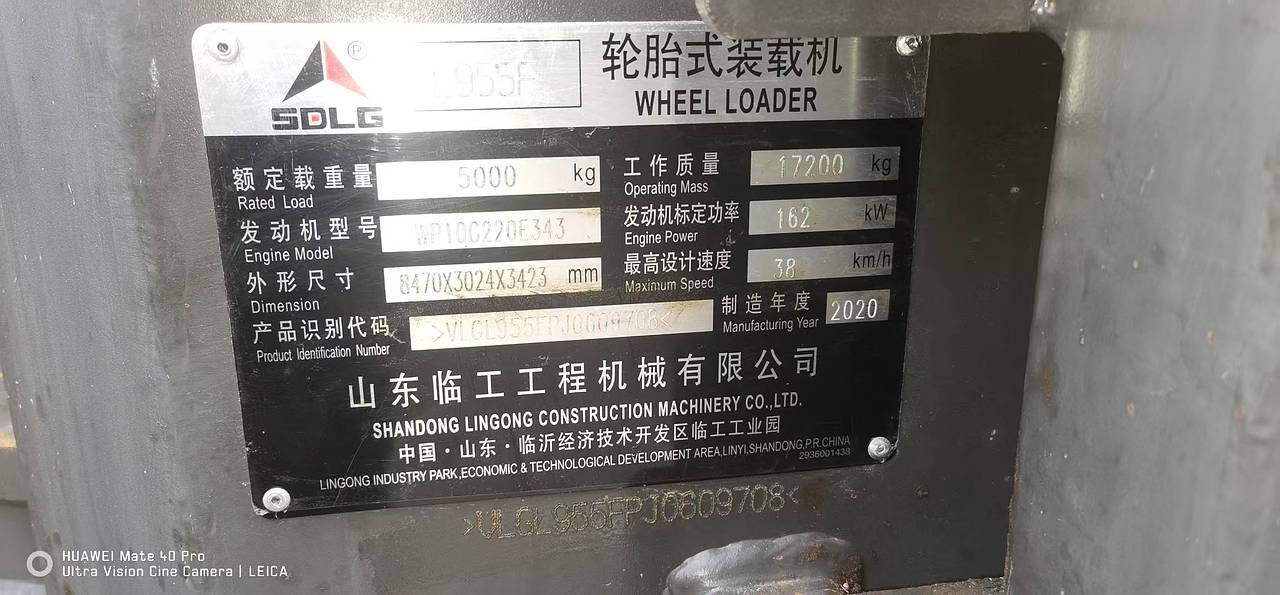 SDLG ®
L955F
轮胎式装载机
WHEEL LOADER
额定载重量 5000 kg
Rated Load
工作质量 17200 kg
Operating Mass
发动机型号 WP10G220E343
Engine Model
发动机标定功率 162 kW
Engine Power
外形尺寸 8470X3024X3423 mm
Dimension
最高设计速度 38 km/h
Maximum Speed
产品识别代码 >VLGL955FPJ0609708<
Product Identification Number
制造年度 2020
Manufacturing Year
山东临工工程机械有限公司
SHANDONG LINGONG CONSTRUCTION MACHINERY CO.,LTD.
中国·山东·临沂经济技术开发区临工工业园
LINGONG INDUSTRY PARK,ECONOMIC & TECHNOLOGICAL DEVELOPMENT AREA,LINYI,SHANDONG,P.R.CHINA
2936001438
>VLGL955FPJ0609708<
HUAWEI Mate 40 Pro
Ultra Vision Cine Camera | LEICA